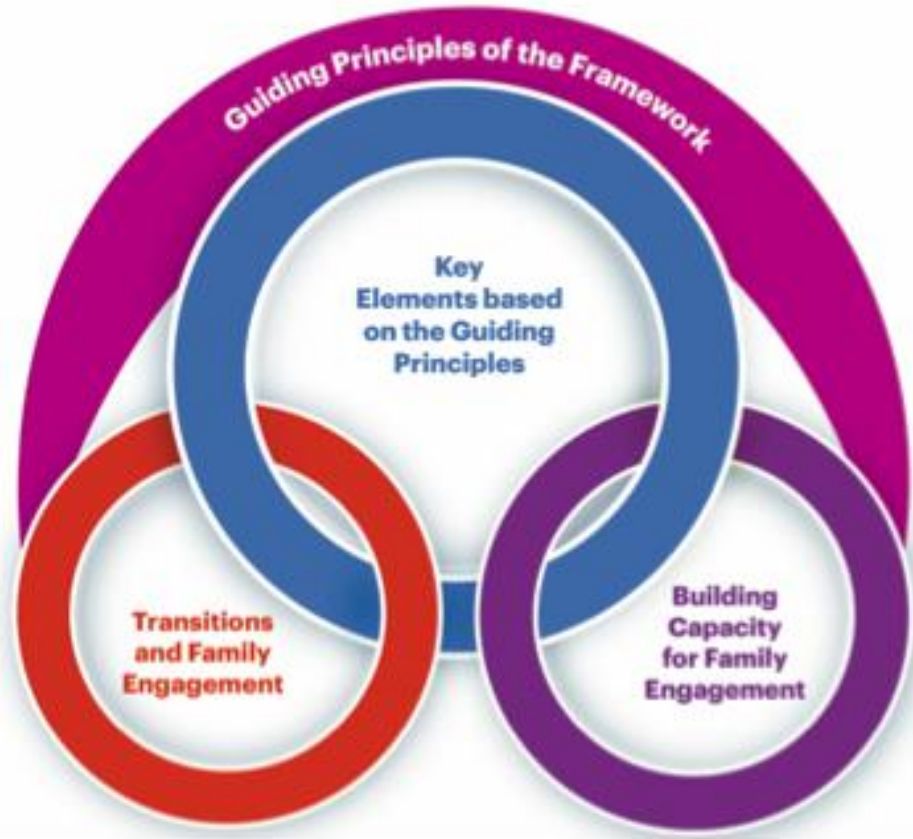 Guiding Principles of the Framework
Key
Elements based
on the Guiding
Principles
Transitions
and Family
Engagement
Building
Capacity
for Family
Engagement